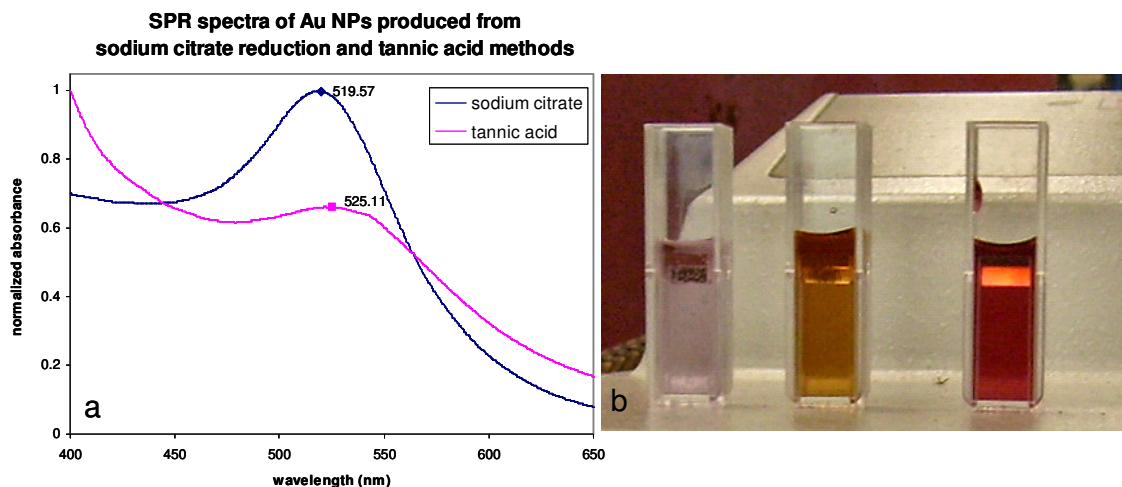 SPR spectra of Au NPs produced from
sodium citrate reduction and tannic acid methods
normalized absorbance
1
0.8
0.6
0.4
0.2
0
519.57
525.11
sodium citrate
tannic acid
a
400
450
500
550
600
650
wavelength (nm)
b